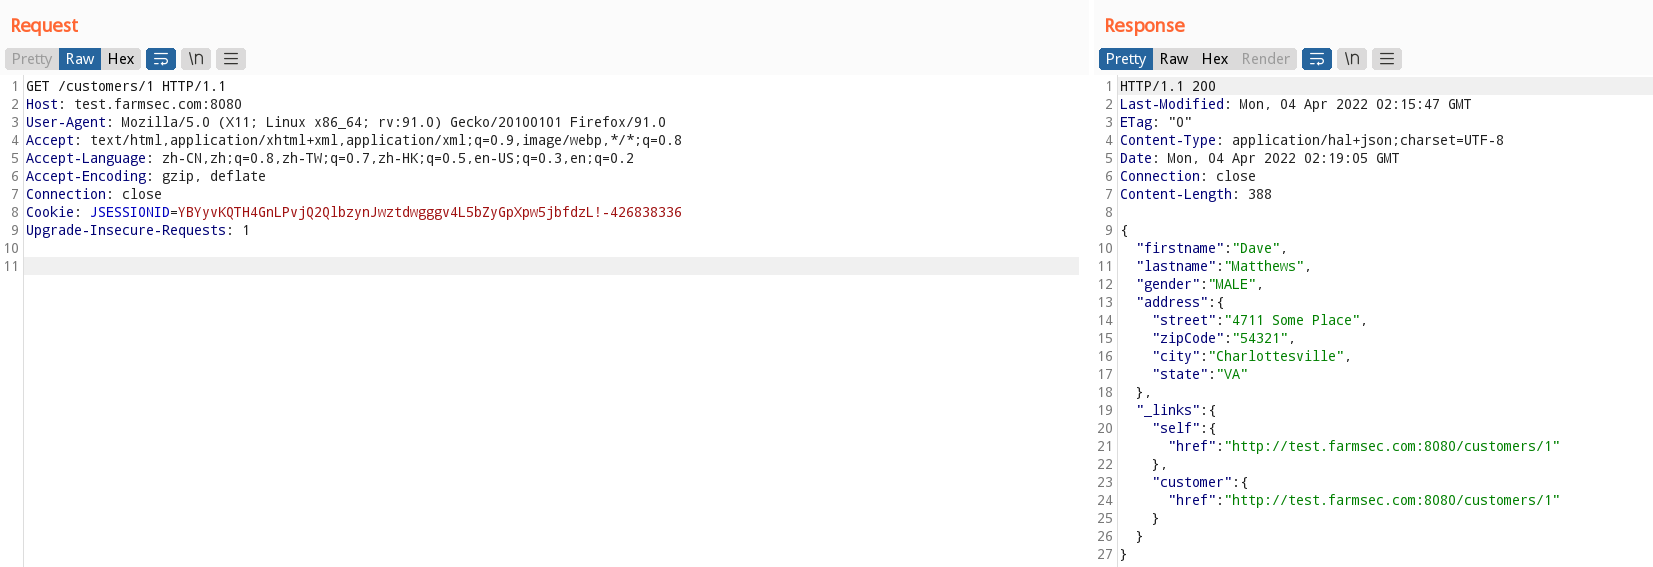 Request
Pretty Raw Hex \n
1 GET /customers/1 HTTP/1.1
2 Host: test.farmsec.com:8080
3 User-Agent: Mozilla/5.0 (X11; Linux x86_64; rv:91.0) Gecko/20100101 Firefox/91.0
4 Accept: text/html,application/xhtml+xml,application/xml;q=0.9,image/webp,*/*;q=0.8
5 Accept-Language: zh-CN,zh;q=0.8,zh-TW;q=0.7,zh-HK;q=0.5,en-US;q=0.3,en;q=0.2
6 Accept-Encoding: gzip, deflate
7 Connection: close
8 Cookie: JSESSIONID=YBYyvKQTH4GnLPvjQ2QlbzynJwztdwgggv4L5bZyGpXpw5jbfdzL!-426838336
9 Upgrade-Insecure-Requests: 1
10
11
Response
Pretty Raw Hex Render \n
1 HTTP/1.1 200
2 Last-Modified: Mon, 04 Apr 2022 02:15:47 GMT
3 ETag: "0"
4 Content-Type: application/hal+json;charset=UTF-8
5 Date: Mon, 04 Apr 2022 02:19:05 GMT
6 Connection: close
7 Content-Length: 388
8
9 {
10 "firstname":"Dave",
11 "lastname":"Matthews",
12 "gender":"MALE",
13 "address":{
14 "street":"4711 Some Place",
15 "zipCode":"54321",
16 "city":"Charlottesville",
17 "state":"VA"
18 },
19 "_links":{
20 "self":{
21 "href":"http://test.farmsec.com:8080/customers/1"
22 },
23 "customer":{
24 "href":"http://test.farmsec.com:8080/customers/1"
25 }
26 }
27 }